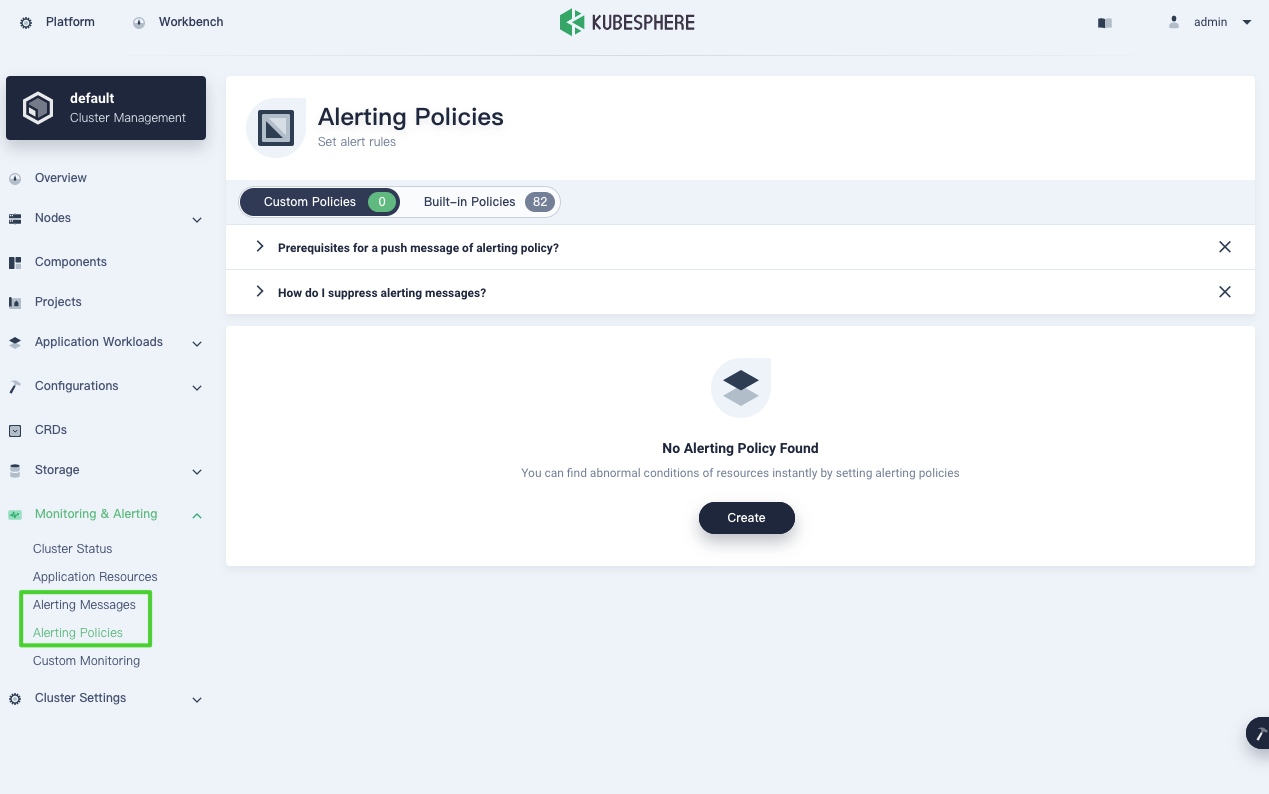 Platform
Workbench
KUBESPHERE
admin
default
Cluster Management
Overview
Nodes
Components
Projects
Application Workloads
Configurations
CRDs
Storage
Monitoring & Alerting
Cluster Status
Application Resources
Alerting Messages
Alerting Policies
Custom Monitoring
Cluster Settings
Alerting Policies
Set alert rules
Custom Policies 0
Built-in Policies 82
Prerequisites for a push message of alerting policy?
How do I suppress alerting messages?
No Alerting Policy Found
You can find abnormal conditions of resources instantly by setting alerting policies
Create